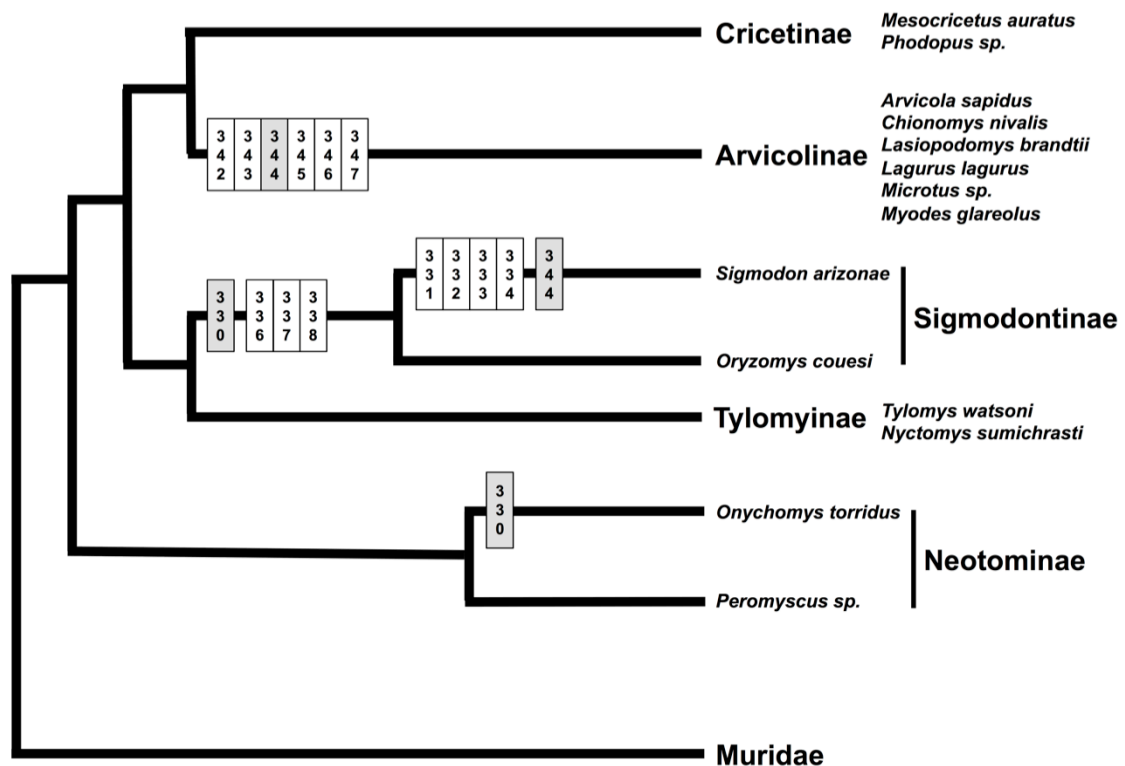 Cricetinae
Mesocricetus auratus
Phodopus sp.
342 343 344 345 346 347
Arvicolinae
Arvicola sapidus
Chionomys nivalis
Lasiopodomys brandtii
Lagurus lagurus
Microtus sp.
Myodes glareolus
331 332 333 334 344
Sigmodon arizonae
Sigmodontinae
330 336 337 338
Oryzomys couesi
Tylomyinae
Tylomys watsoni
Nyctomys sumichrasti
330
Onychomys torridus
Neotominae
Peromyscus sp.
Muridae